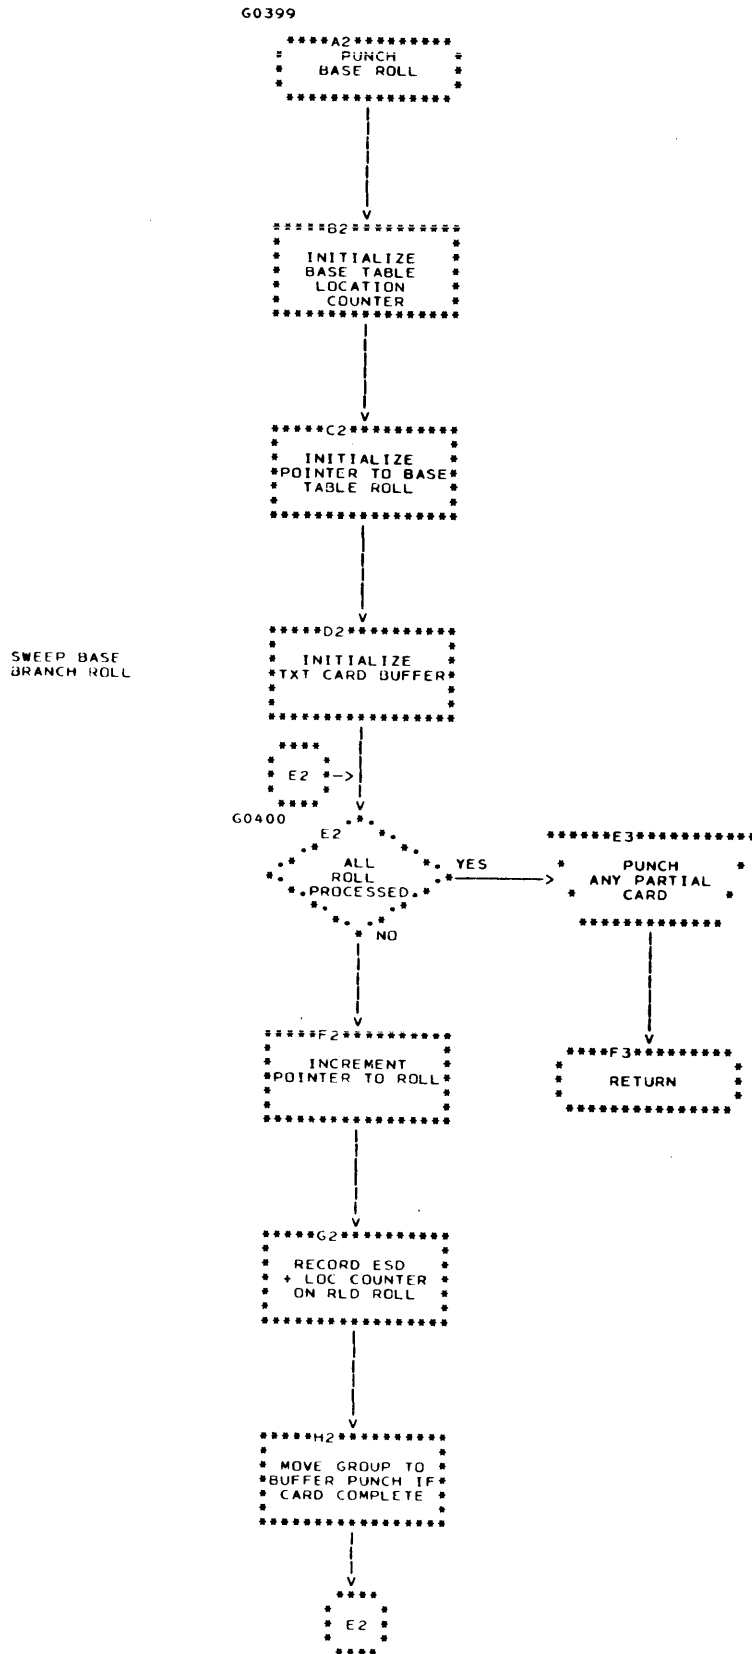 G0399
A2
PUNCH
BASE ROLL
B2
INITIALIZE
BASE TABLE
LOCATION
COUNTER
C2
INITIALIZE
POINTER TO BASE
TABLE ROLL
D2
INITIALIZE
TXT CARD BUFFER
SWEEP BASE
BRANCH ROLL
E2 ->
G0400
E2
ALL
ROLL
PROCESSED
YES
NO
E3
PUNCH
ANY PARTIAL
CARD
F2
INCREMENT
POINTER TO ROLL
F3
RETURN
G2
RECORD ESD
+ LOC COUNTER
ON RLD ROLL
H2
MOVE GROUP TO
BUFFER PUNCH IF
CARD COMPLETE
E2